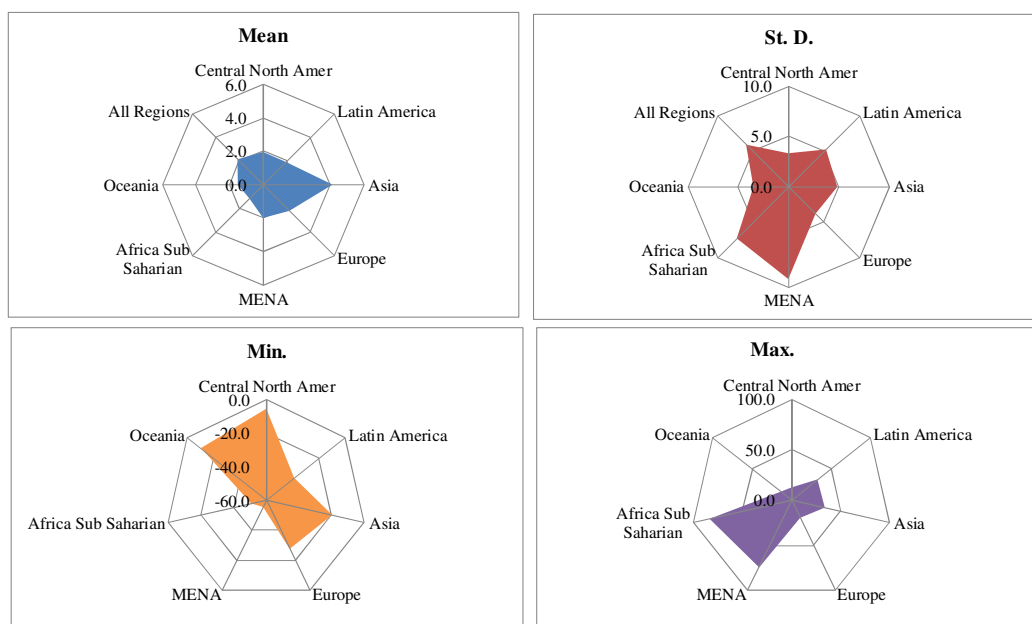 Mean
Central North Amer
6.0
All Regions
Latin America
4.0
2.0
Oceania
0.0
Asia
Africa Sub
Saharian
Europe
MENA
St. D.
Central North Amer
10.0
All Regions
Latin America
5.0
Oceania
0.0
Asia
Africa Sub
Saharian
Europe
MENA
Min.
Central North Amer
0.0
Oceania
Latin America
-20.0
-40.0
-60.0
Africa Sub Saharian
Asia
MENA
Europe
Max.
Central North Amer
100.0
Oceania
Latin America
50.0
0.0
Africa Sub
Saharian
Asia
MENA
Europe